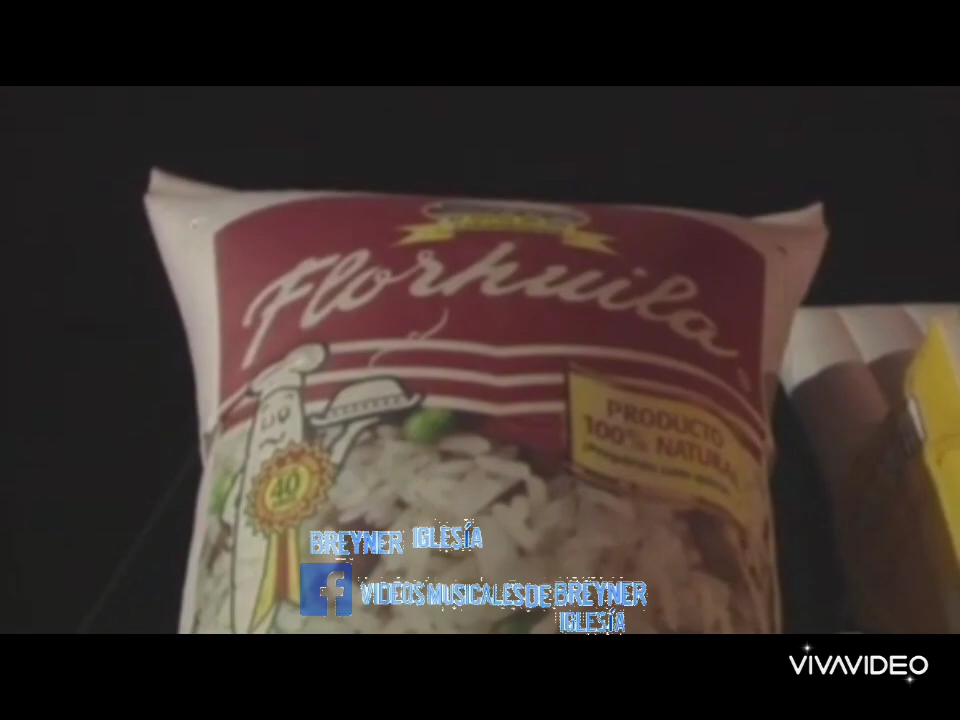 Florhuila
PRODUCTO
100% NATURAL
40
BREYNER IGLESÍA
f VIDEOS MUSICALES DE BREYNER
IGLESÍA
VIVAVIDEO